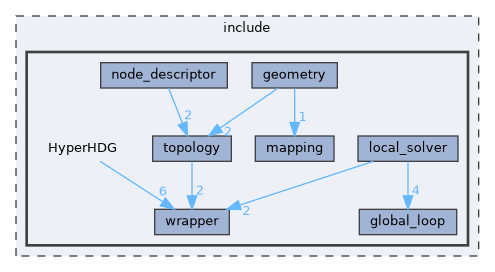 include
node_descriptor
geometry
2
2
1
HyperHDG
topology
mapping
local_solver
6
2
2
4
wrapper
global_loop